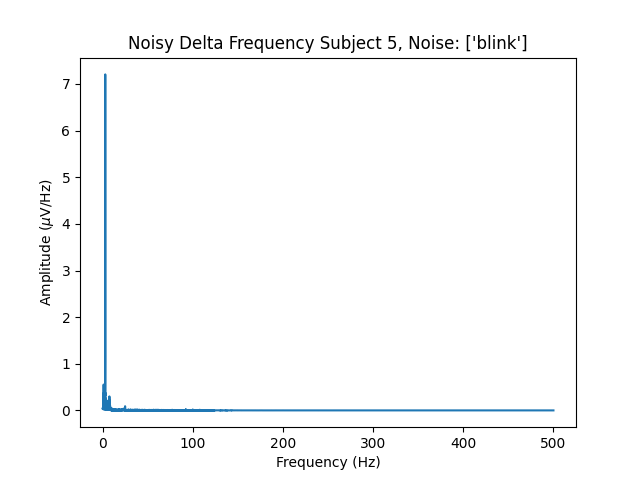 Noisy Delta Frequency Subject 5, Noise: ['blink']
Amplitude (μV/Hz)
7
6
5
4
3
2
1
0
0 100 200 300 400 500
Frequency (Hz)